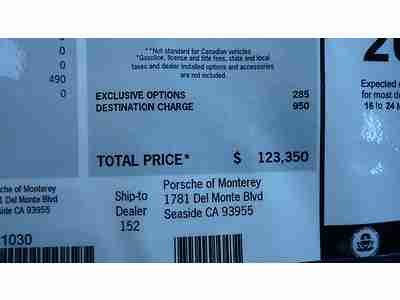 **Not standard for Canadian vehicles
*Gasoline, licence and title fees, state and local
taxes and dealer installed options and accessories
are not included.
0
0
490
0
EXCLUSIVE OPTIONS 285
DESTINATION CHARGE 950
TOTAL PRICE* $ 123,350
Expected
for most
16 to 24
sche of Monterey
1 Del Monte Blvd
side CA 93955
1030
Ship-to
Dealer
152
Porsche of Monterey
1781 Del Monte Blvd
Seaside CA 93955